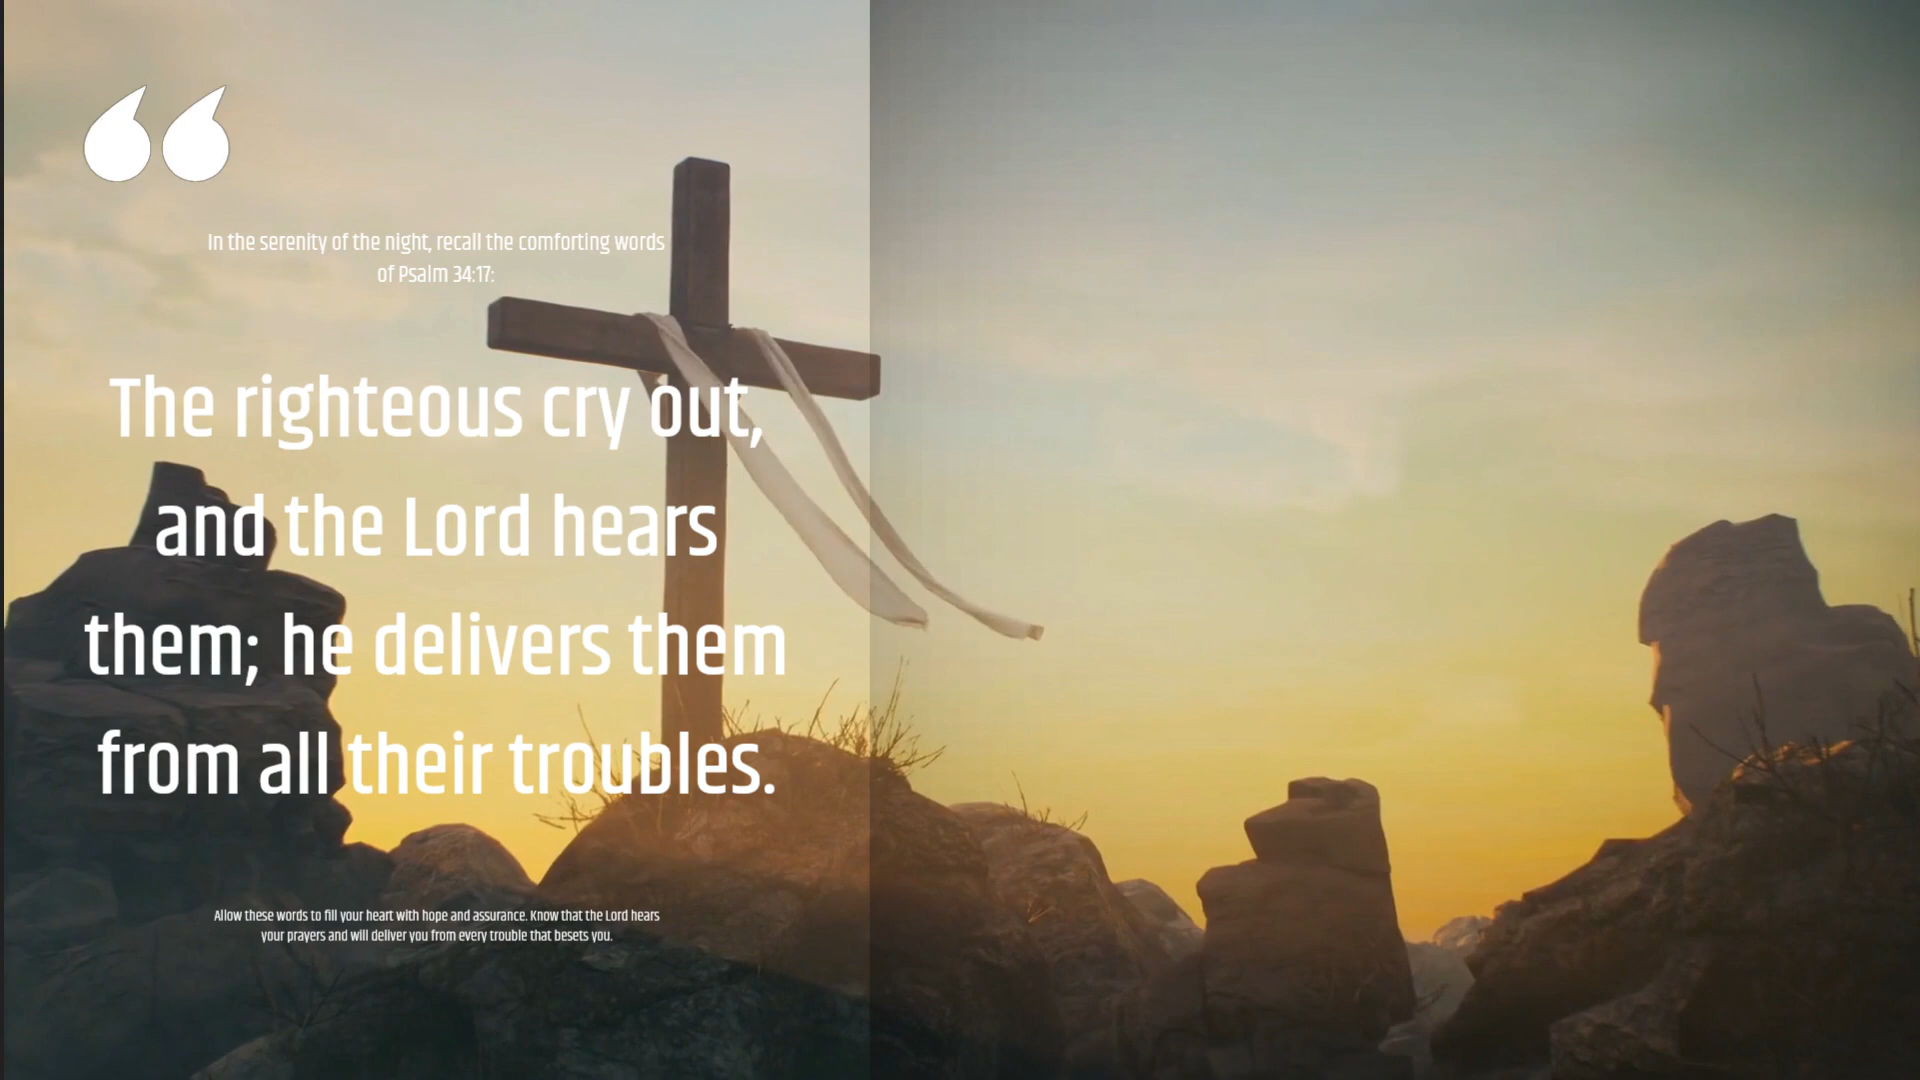 “
In the serenity of the night, recall the comforting words
of Psalm 34:17:
The righteous cry out,
and the Lord hears
them; he delivers them
from all their troubles.
Allow these words to fill your heart with hope and assurance. Know that the Lord hears
your prayers and will deliver you from every trouble that besets you.